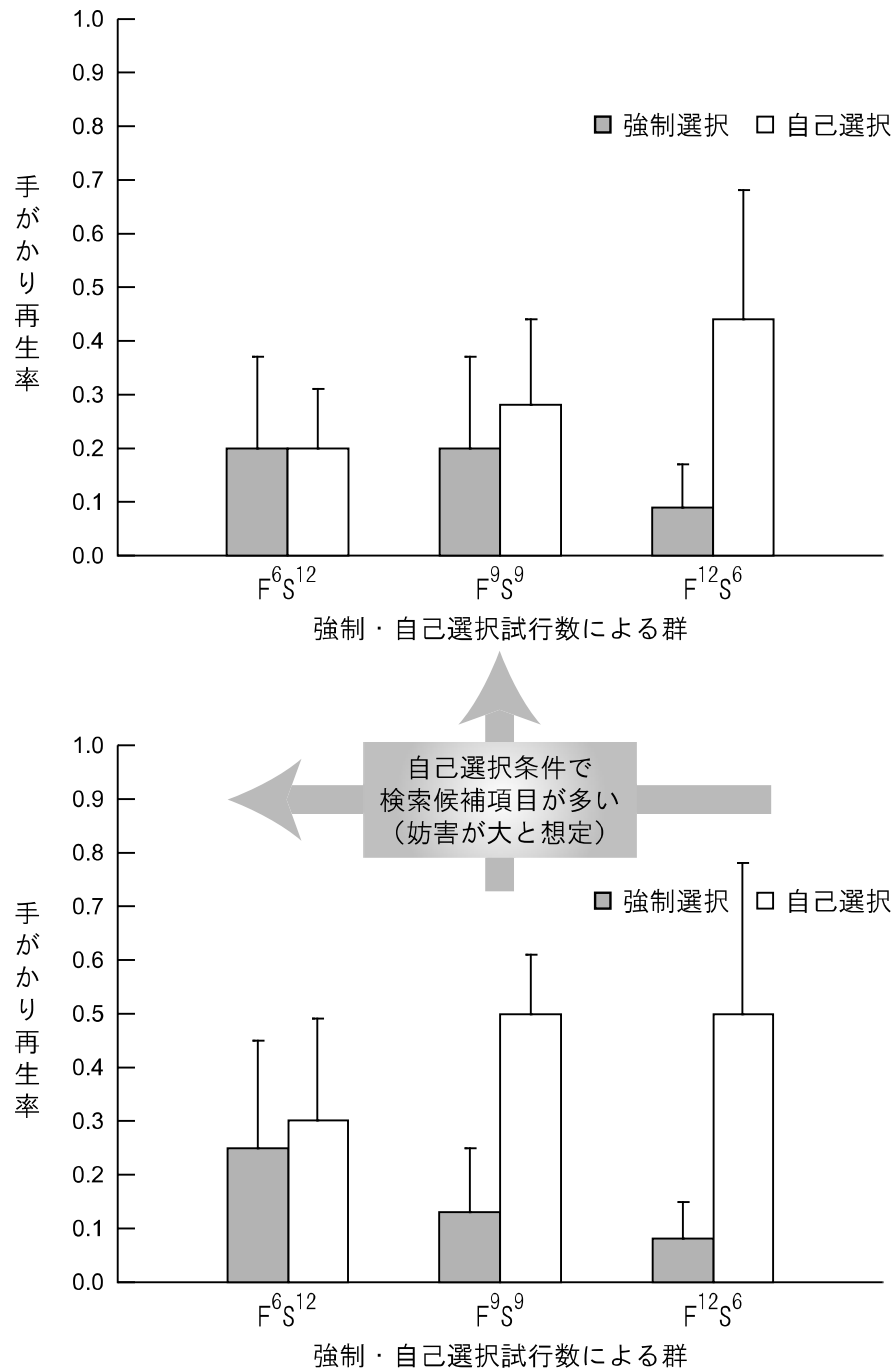 1.0
0.9
0.8
0.7
0.6
0.5
0.4
0.3
0.2
0.1
0.0
手がかり再生率
強制選択 自己選択
F⁶S¹² F⁹S⁹ F¹²S⁶
強制・自己選択試行数による群
自己選択条件で
検索候補項目が多い
（妨害が大と想定）
1.0
0.9
0.8
0.7
0.6
0.5
0.4
0.3
0.2
0.1
0.0
手がかり再生率
強制選択 自己選択
F⁶S¹² F⁹S⁹ F¹²S⁶
強制・自己選択試行数による群